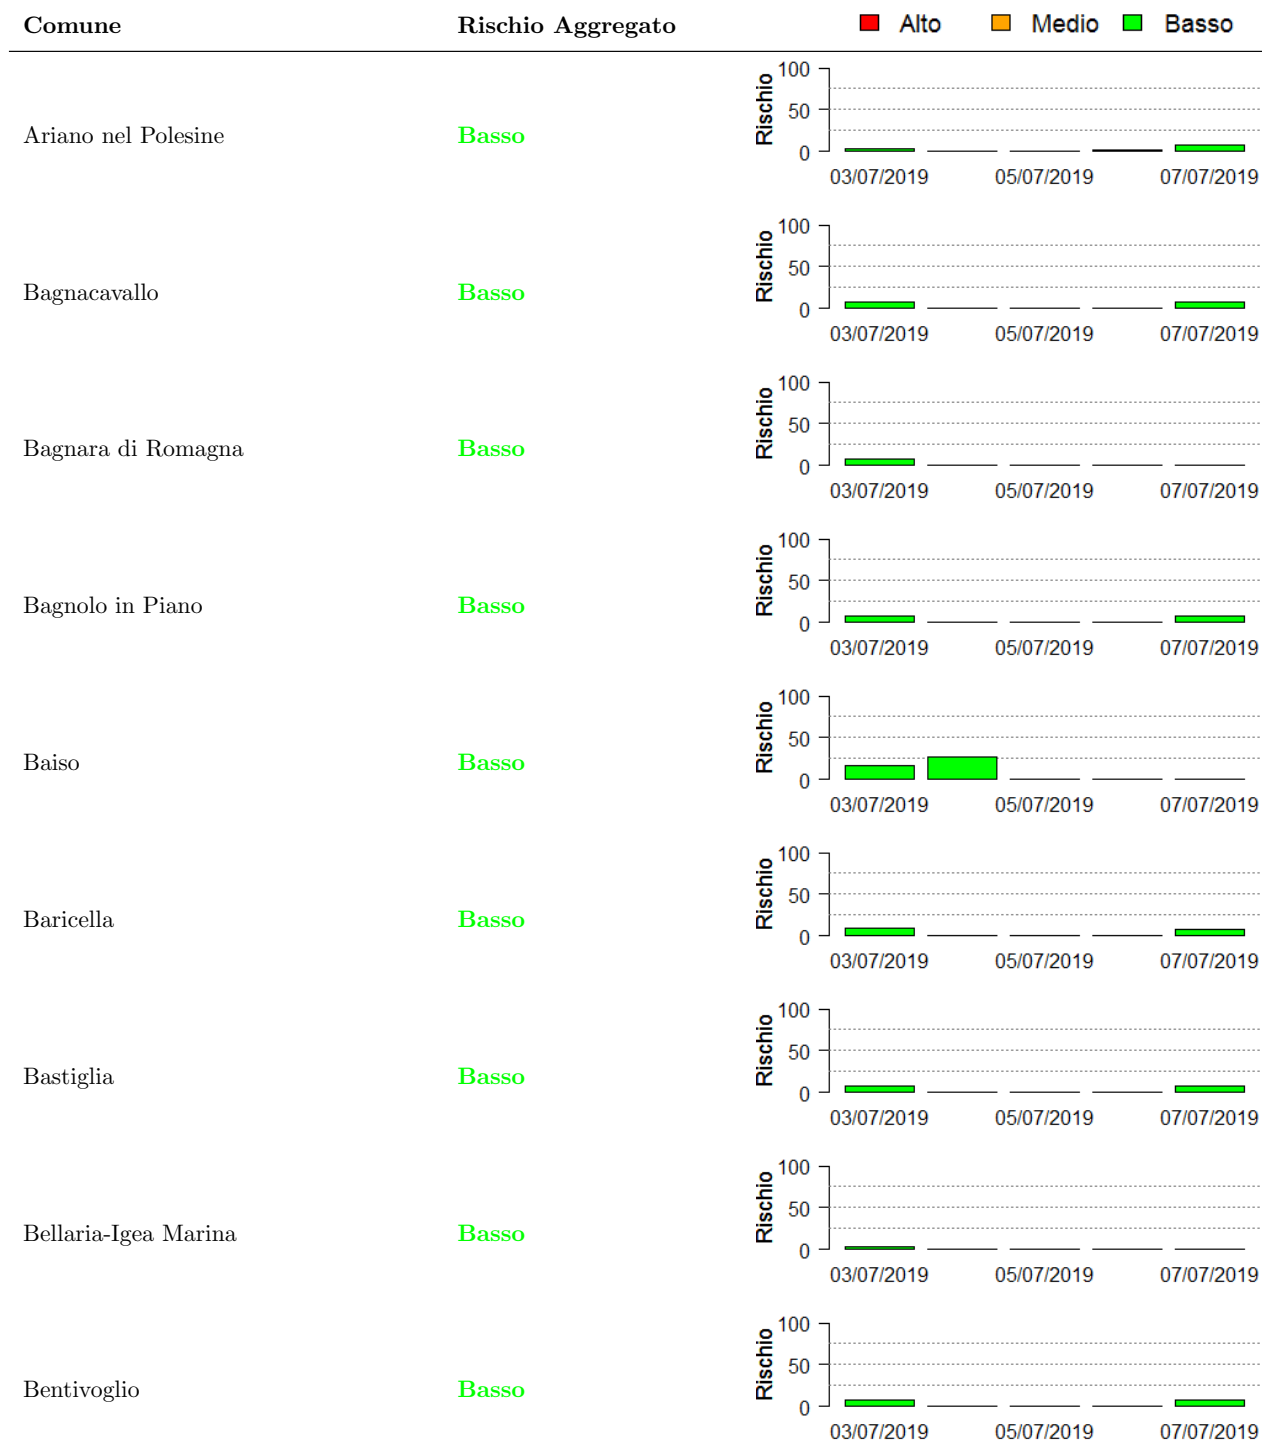 Comune Rischio Aggregato Alto Medio Basso
100
50
0
Rischio
Ariano nel Polesine Basso
03/07/2019 05/07/2019 07/07/2019
100
50
0
Rischio
Bagnacavallo Basso
03/07/2019 05/07/2019 07/07/2019
100
50
0
Rischio
Bagnara di Romagna Basso
03/07/2019 05/07/2019 07/07/2019
100
50
0
Rischio
Bagnolo in Piano Basso
03/07/2019 05/07/2019 07/07/2019
100
50
0
Rischio
Baiso Basso
03/07/2019 05/07/2019 07/07/2019
100
50
0
Rischio
Baricella Basso
03/07/2019 05/07/2019 07/07/2019
100
50
0
Rischio
Bastiglia Basso
03/07/2019 05/07/2019 07/07/2019
100
50
0
Rischio
Bellaria-Igea Marina Basso
03/07/2019 05/07/2019 07/07/2019
100
50
0
Rischio
Bentivoglio Basso
03/07/2019 05/07/2019 07/07/2019